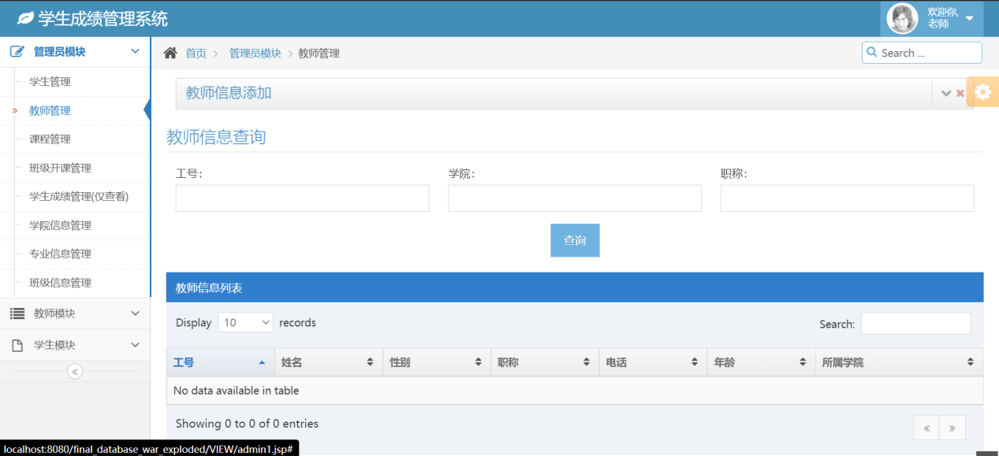 学生成绩管理系统
欢迎你,
老师
管理员模块
首页
管理员模块
教师管理
Search ...
学生管理
教师管理
课程管理
班级开课管理
学生成绩管理(仅查看)
学院信息管理
专业信息管理
班级信息管理
教师模块
学生模块
教师信息添加
教师信息查询
工号: 学院: 职称:
查询
教师信息列表
Display 10 records Search:
工号 姓名 性别 职称 电话 年龄 所属学院
No data available in table
Showing 0 to 0 of 0 entries
« »
localhost:8080/final_database_war_exploded/VIEW/admin1.jsp#